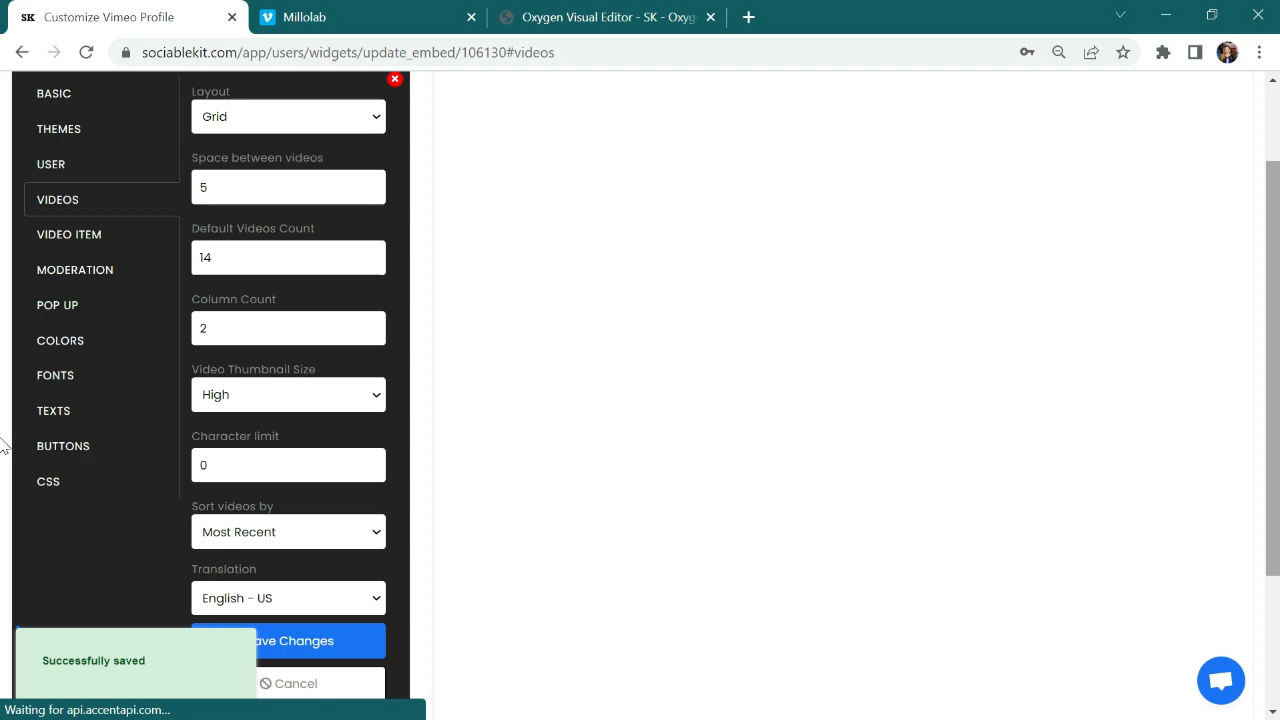 SK Customize Vimeo Profile
Millolab
Oxygen Visual Editor - SK - Oxyg
sociablekit.com/app/users/widgets/update_embed/106130#videos
BASIC
THEMES
USER
VIDEOS
VIDEO ITEM
MODERATION
POP UP
COLORS
FONTS
TEXTS
BUTTONS
CSS
Layout
Grid
Space between videos
5
Default Videos Count
14
Column Count
2
Video Thumbnail Size
High
Character limit
0
Sort videos by
Most Recent
Translation
English - US
ave Changes
Cancel
Successfully saved
Waiting for api.accentapi.com...